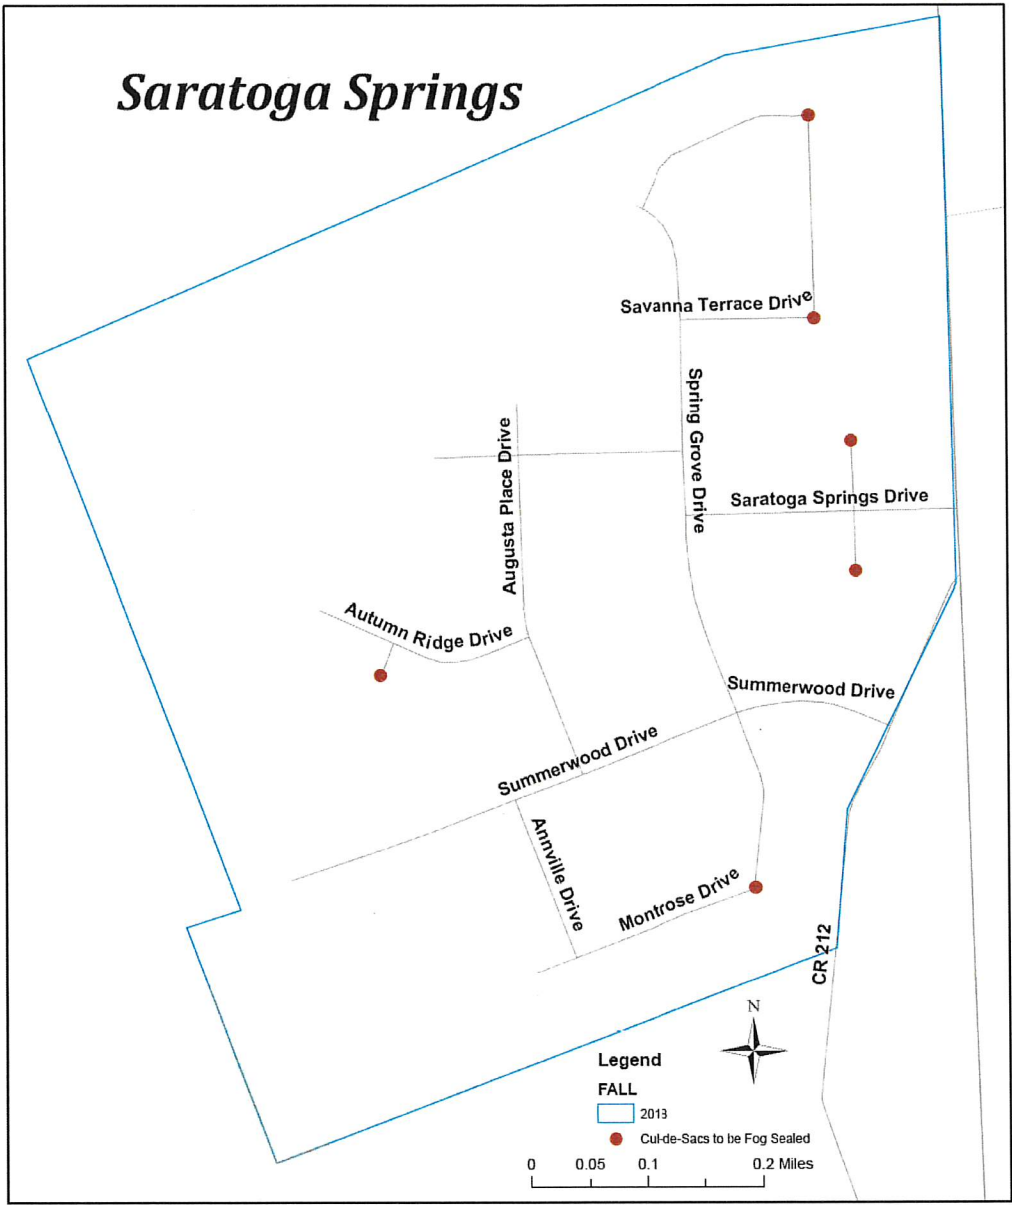 Saratoga Springs
Savanna Terrace Drive
Spring Grove Drive
Augusta Place Drive
Saratoga Springs Drive
Autumn Ridge Drive
Summerwood Drive
Summerwood Drive
Annville Drive
Montrose Drive
CR 212
N
Legend
FALL
2013
Cul-de-Sacs to be Fog Sealed
0 0.05 0.1 0.2 Miles